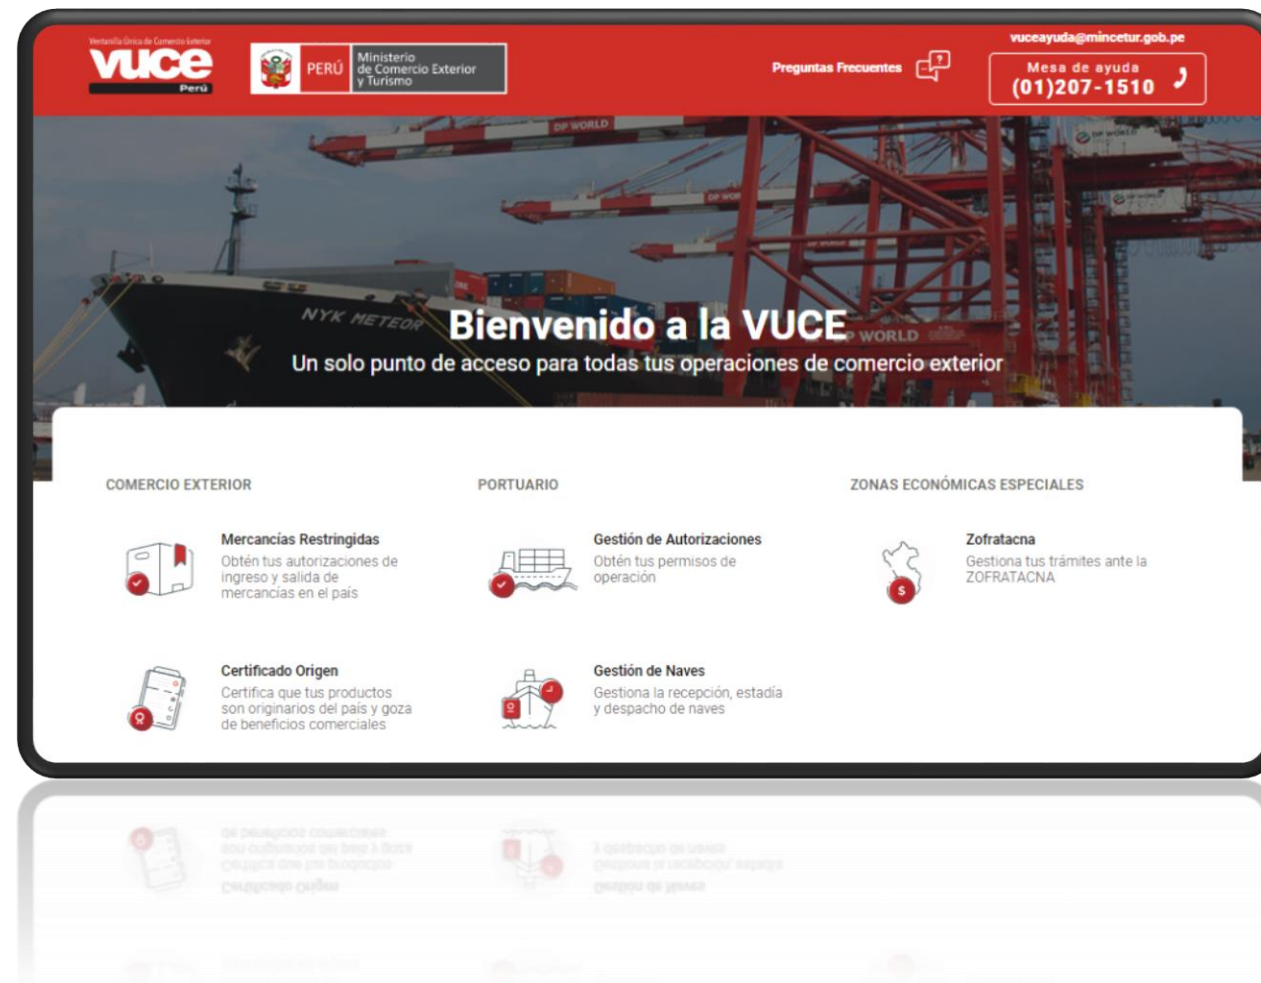 Ventanilla Única de Comercio Exterior
vuce
Perú
PERÚ
Ministerio
de Comercio Exterior
y Turismo
Preguntas Frecuentes
vuceayuda@mincetur.gob.pe
Mesa de ayuda
(01)207-1510
DP WORLD
DP WORLD
NYK METEOR
DP WORLD
Bienvenido a la VUCE
Un solo punto de acceso para todas tus operaciones de comercio exterior
COMERCIO EXTERIOR
Mercancías Restringidas
Obtén tus autorizaciones de
ingreso y salida de
mercancías en el país
Certificado Origen
Certifica que tus productos
son originarios del país y goza
de beneficios comerciales
PORTUARIO
Gestión de Autorizaciones
Obtén tus permisos de
operación
Gestión de Naves
Gestiona la recepción, estadía
y despacho de naves
ZONAS ECONÓMICAS ESPECIALES
Zofratacna
Gestiona tus trámites ante la
ZOFRATACNA